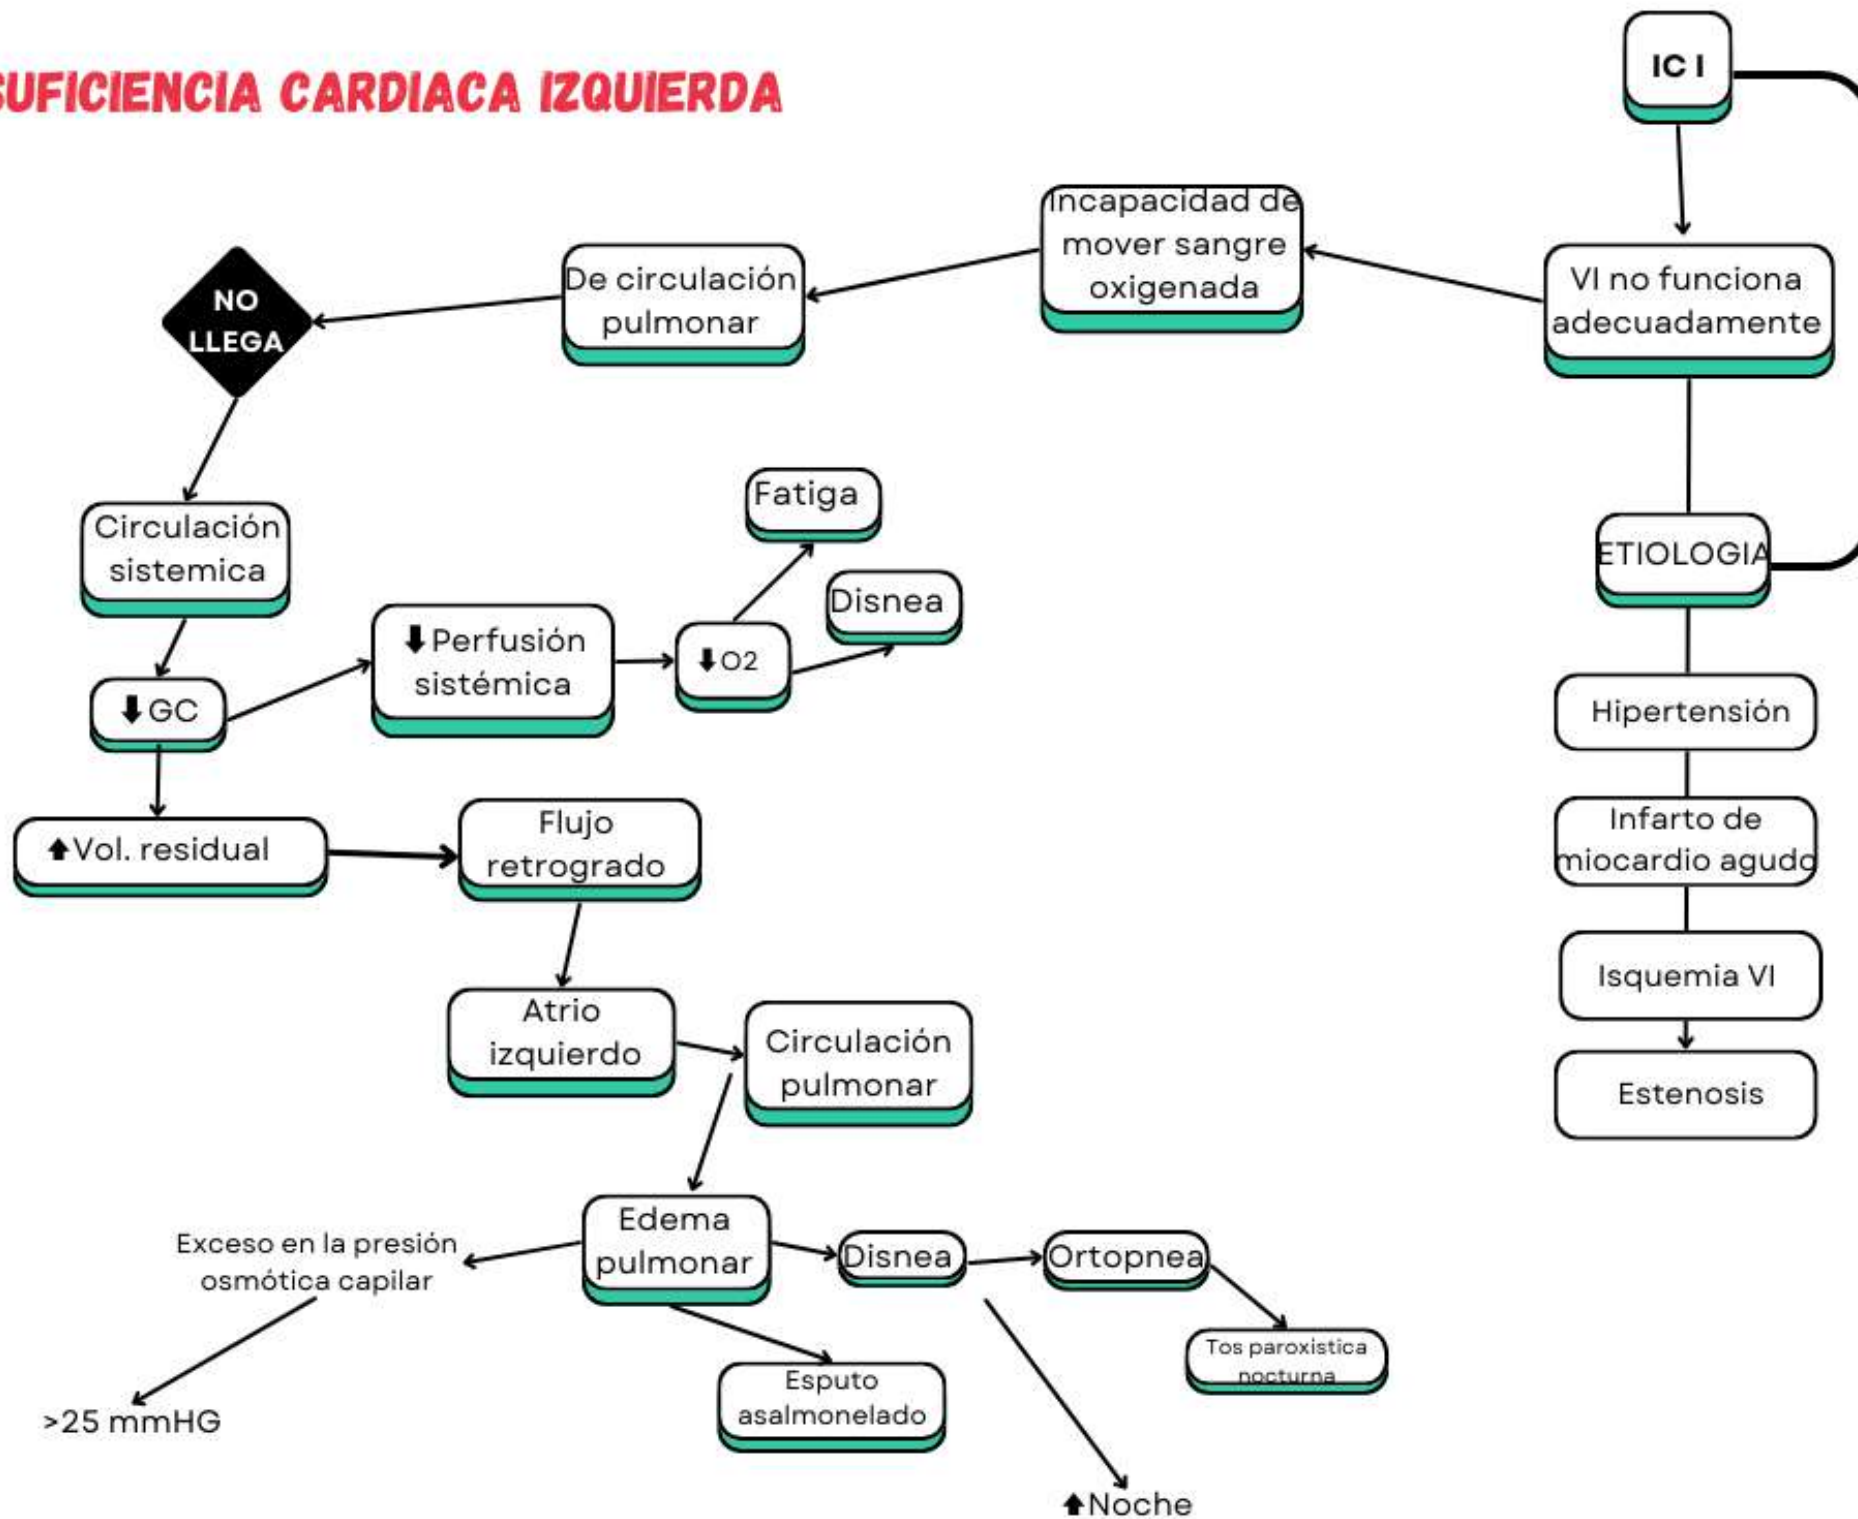 SUFICIENCIA CARDIACA IZQUIERDA
IC I
VI no funciona
adecuadamente
Incapacidad de
mover sangre
oxigenada
De circulación
pulmonar
NO
LLEGA
Circulación
sistemica
⬇GC
⬇Perfusión
sistémica
⬇O2
Fatiga
Disnea
⬆Vol. residual
Flujo
retrogrado
Atrio
izquierdo
Circulación
pulmonar
Edema
pulmonar
Exceso en la presión
osmótica capilar
>25 mmHG
Esputo
asalmonelado
Disnea
Ortopnea
Tos paroxistica
nocturna
⬆Noche
ETIOLOGIA
Hipertensión
Infarto de
miocardio agudo
Isquemia VI
Estenosis